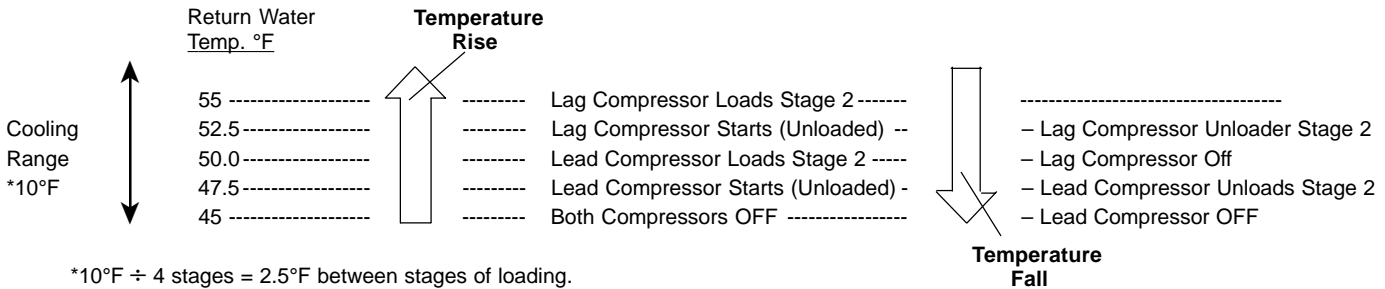 Return Water Temperature
Temp. °F Rise
55 -------------------- --------- Lag Compressor Loads Stage 2 ------- -------------------------------------
Cooling 52.5 ------------------ --------- Lag Compressor Starts (Unloaded) -- – Lag Compressor Unloader Stage 2
Range 50.0 ------------------ --------- Lead Compressor Loads Stage 2 ----- – Lag Compressor Off
*10°F 47.5 ------------------ --------- Lead Compressor Starts (Unloaded) - – Lead Compressor Unloads Stage 2
45 -------------------- --------- Both Compressors OFF ----------------- – Lead Compressor OFF
Temperature
*10°F ÷ 4 stages = 2.5°F between stages of loading. Fall